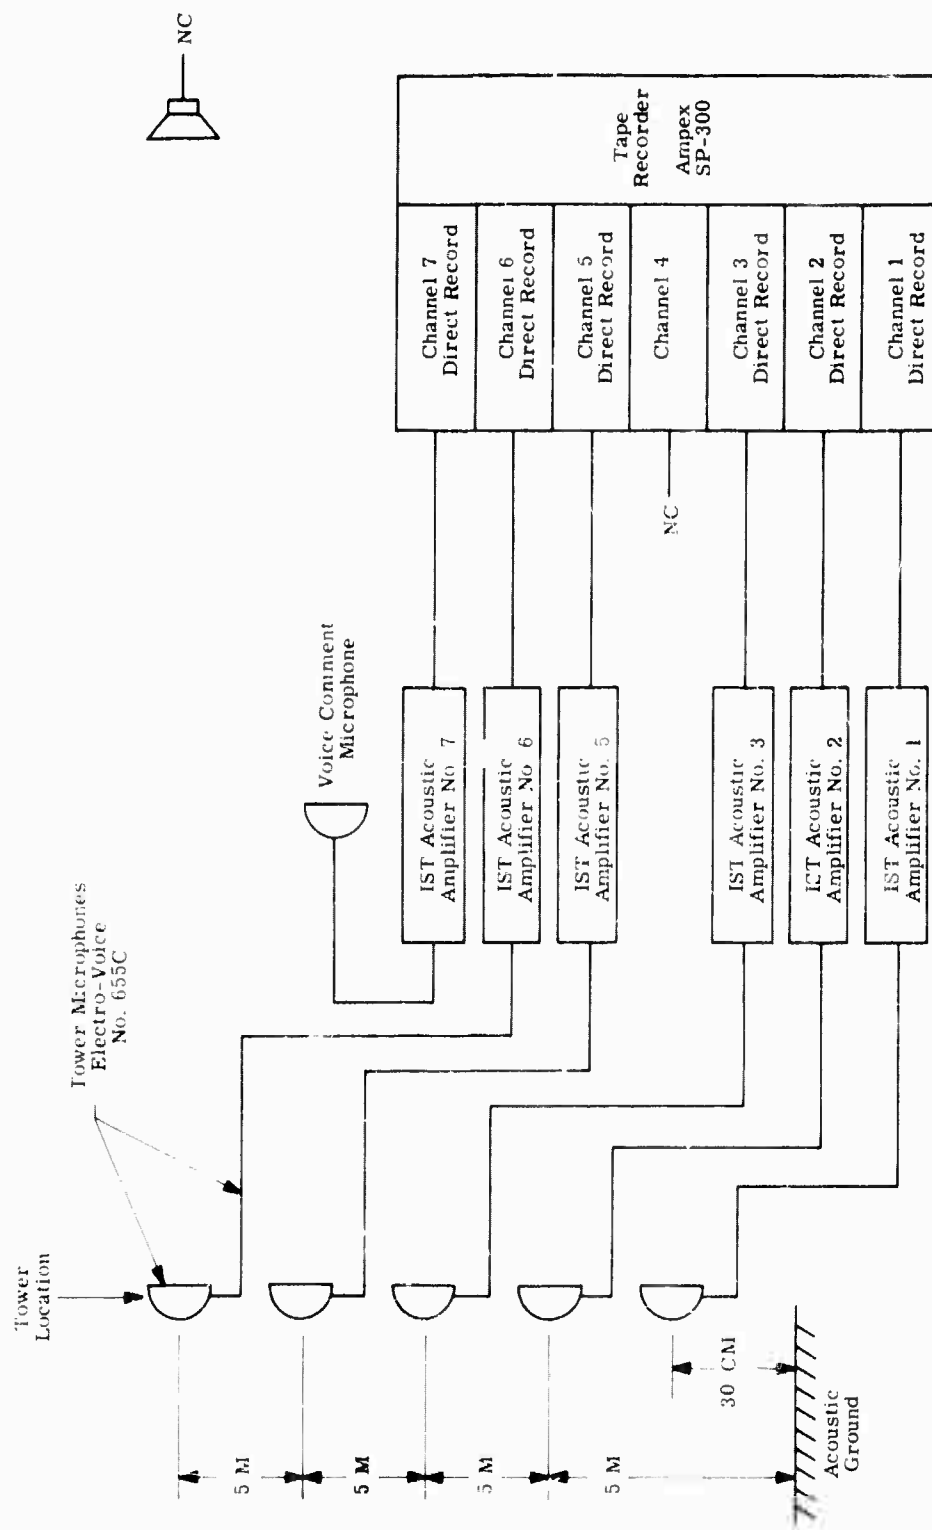 Tower
Location
Tower Microphones
Electro-Voice
No. 655C
Voice Comment
Microphone
NC
5 M
5 M
5 M
5 M
30 CM
Acoustic
Ground
IST Acoustic
Amplifier No. 7
IST Acoustic
Amplifier No 6
IST Acoustic
Amplifier No. 5
IST Acoustic
Amplifier No. 3
IST Acoustic
Amplifier No. 2
IST Acoustic
Amplifier No. 1
NC
Channel 7
Direct Record
Channel 6
Direct Record
Channel 5
Direct Record
Channel 4
Channel 3
Direct Record
Channel 2
Direct Record
Channel 1
Direct Record
Tape
Recorder
Ampex
SP-300